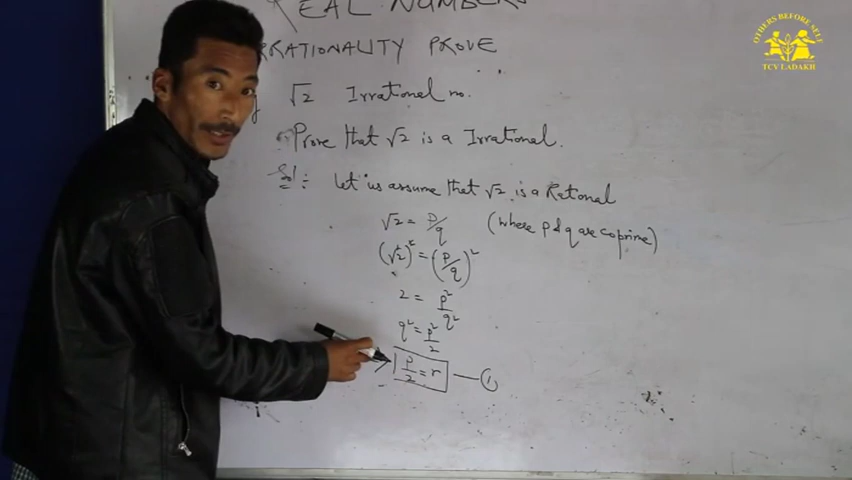 REAL NUMBERS
IRRATIONALITY PROVE
√2 Irrational no.
Prove that √2 is a Irrational.
Sol:- Let us assume that √2 is a Rational
√2 = p/q (where p & q are coprime)
(√2)² = (p/q)²
2 = p²/q²
q² = p²/2
p/2 = r —①
OTHERS BEFORE SELF
TCV LADAKH